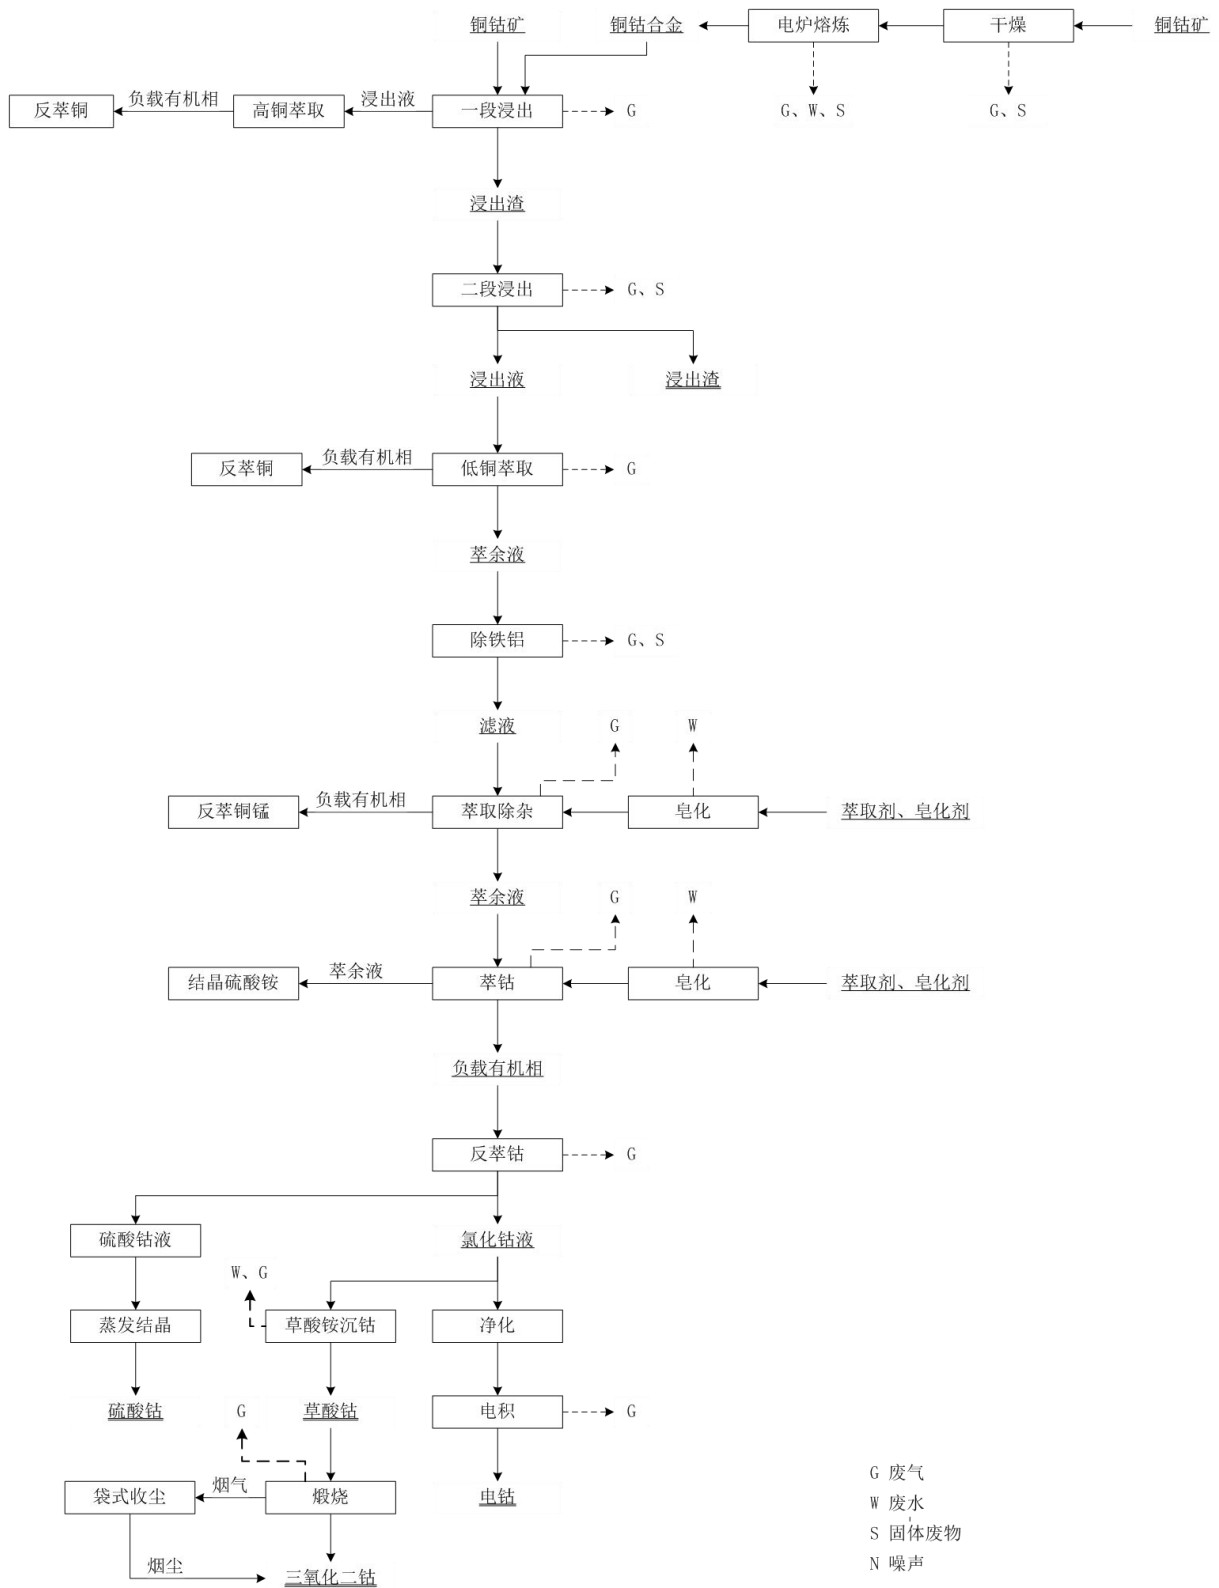 铜钴矿 铜钴合金 电炉熔炼 干燥 铜钴矿
反萃铜 负载有机相 高铜萃取 浸出液 一段浸出 G G、W、S G、S
浸出渣
二段浸出 G、S
浸出液 浸出渣
反萃铜 负载有机相 低铜萃取 G
萃余液
除铁铝 G、S
滤液 G W
反萃铜锰 负载有机相 萃取除杂 皂化 萃取剂、皂化剂
萃余液 G W
结晶硫酸铵 萃余液 萃钴 皂化 萃取剂、皂化剂
负载有机相
反萃钴 G
硫酸钴液 氯化钴液
W、G
蒸发结晶 草酸铵沉钴 净化
硫酸钴 G 草酸钴 电积 G
袋式收尘 烟气 煅烧 电钴
烟尘 三氧化二钴
G 废气
W 废水
S 固体废物
N 噪声